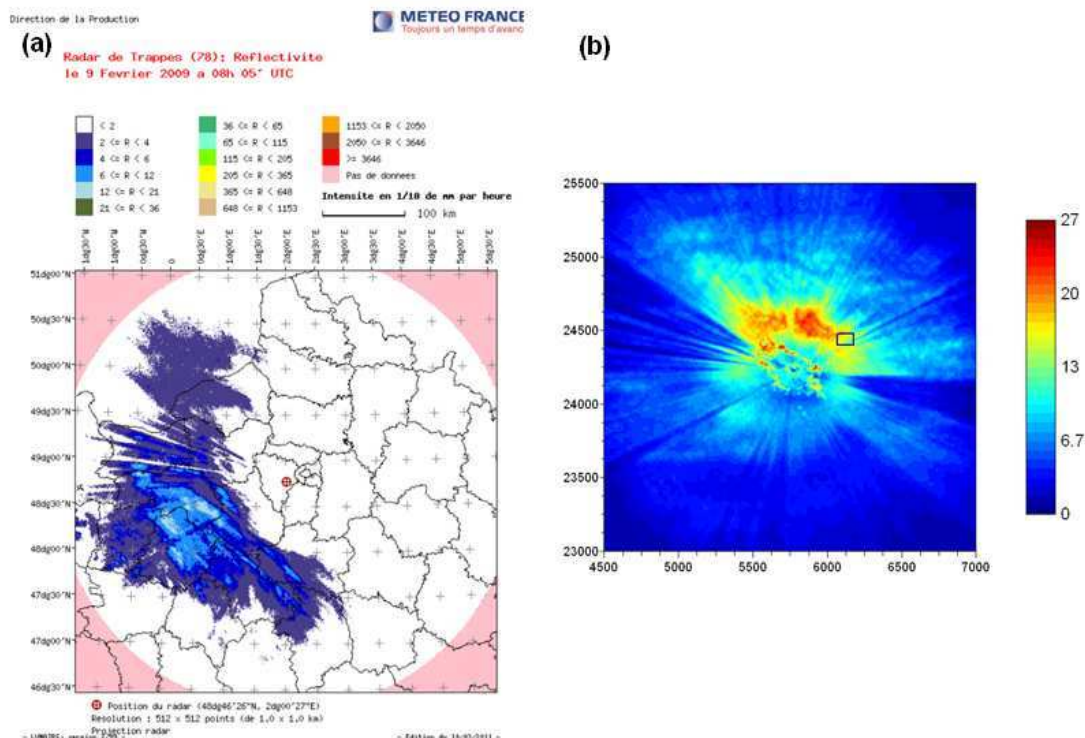 Direction de la Production
METEO FRANCE
Toujours un temps d'avanc
(a)
(b)
Radar de Trappes (78): Reflectivite
le 9 Fevrier 2009 a 08h 05' UTC
< 2
2 <= R < 4
4 <= R < 6
6 <= R < 12
12 <= R < 21
21 <= R < 36
36 <= R < 65
65 <= R < 115
115 <= R < 205
205 <= R < 365
365 <= R < 648
648 <= R < 1153
1153 <= R < 2050
2050 <= R < 3646
>= 3646
Pas de donnees
Intensite en 1/10 de mm par heure
100 km
0
51dg00'N
50dg30'N
50dg00'N
49dg30'N
49dg00'N
48dg30'N
48dg00'N
47dg30'N
47dg00'N
46dg30'N
Position du radar (48dg46'26"N, 2dg00'27"E)
Resolution : 512 x 512 points (de 1.0 x 1.0 km)
Projection radar
25500
25000
24500
24000
23500
23000
4500
5000
5500
6000
6500
7000
27
20
13
6.7
0